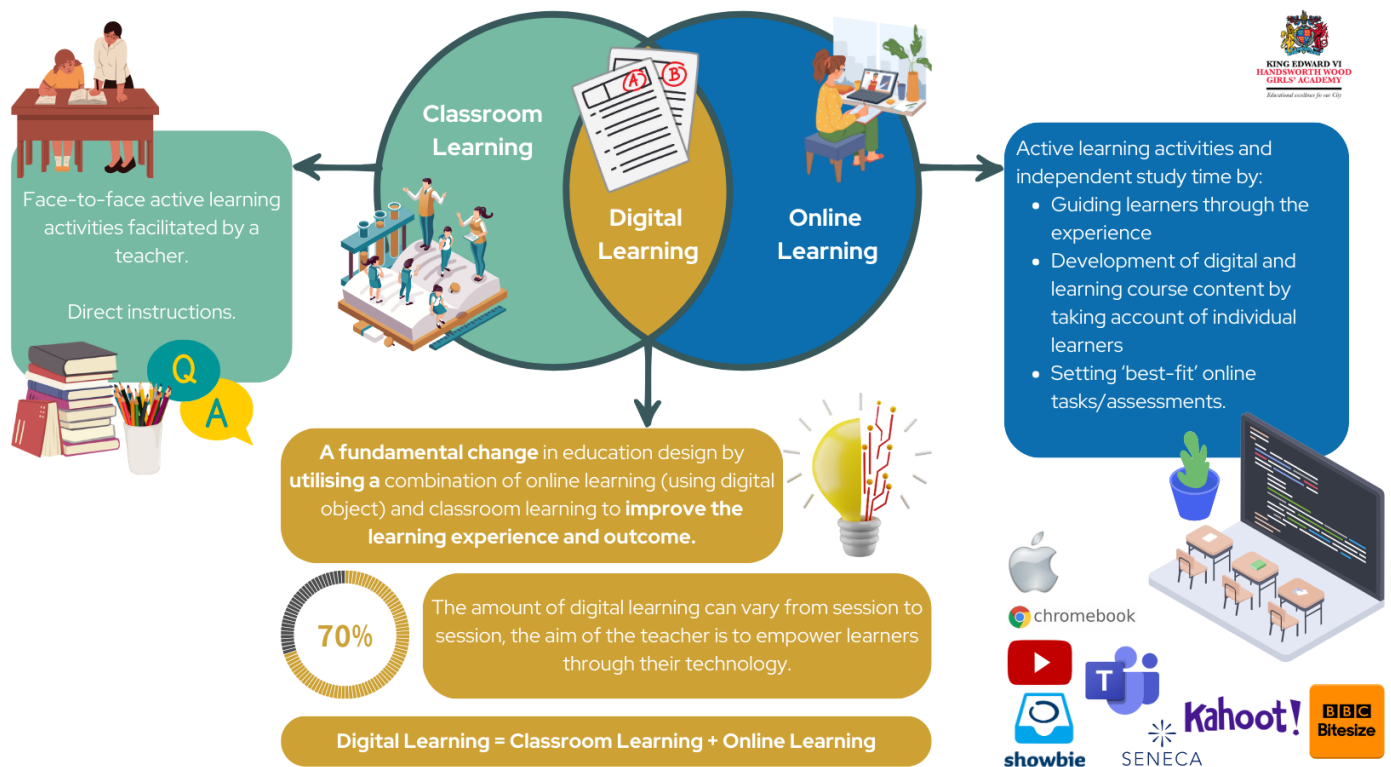 KING EDWARD VI
HANDSWORTH WOOD
GIRLS' ACADEMY
Educational excellence for our City
Classroom
Learning
A
B
Digital
Learning
Online
Learning
Face-to-face active learning
activities facilitated by a
teacher.
Direct instructions.
Q
A
Active learning activities and
independent study time by:
• Guiding learners through the
experience
• Development of digital and
learning course content by
taking account of individual
learners
• Setting ‘best-fit’ online
tasks/assessments.
A fundamental change in education design by
utilising a combination of online learning (using digital
object) and classroom learning to improve the
learning experience and outcome.
70%
The amount of digital learning can vary from session to
session, the aim of the teacher is to empower learners
through their technology.
Digital Learning = Classroom Learning + Online Learning
chromebook
T
showbie
SENECA
Kahoot!
BBC
Bitesize